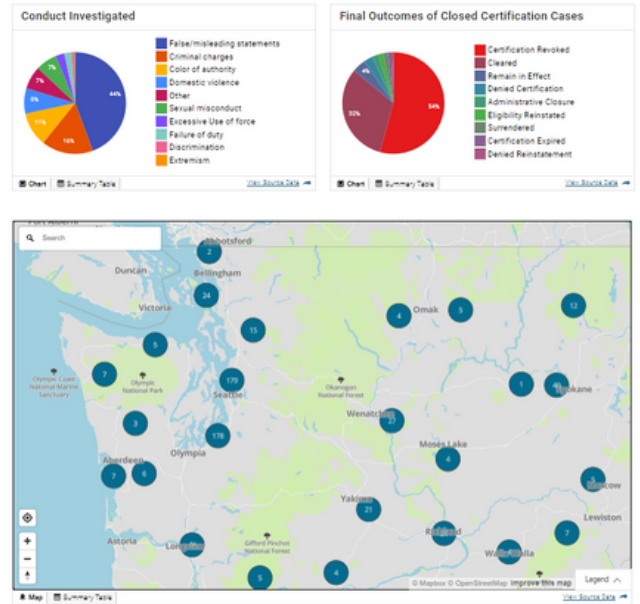 Conduct Investigated
44%
16%
11%
8%
7%
7%
False/misleading statements
Criminal charges
Color of authority
Domestic violence
Other
Sexual misconduct
Excessive Use of force
Failure of duty
Discrimination
Extremism
Chart
Summary Table
View Source Data
Final Outcomes of Closed Certification Cases
54%
4%
Certification Revoked
Cleared
Remain in Effect
Denied Certification
Administrative Closure
Eligibility Reinstated
Surrendered
Certification Expired
Denied Reinstatement
Chart
Summary Table
View Source Data
Search
Abbotsford
2
Duncan
Bellingham
24
Victoria
4
Omak
5
12
15
5
7
Olympic Coast
National Marine
Sanctuary
Olympic
National Park
179
Seattle
Okanogan
National Forest
1
Spokane
Wenatchee
27
3
178
Olympia
Moses Lake
4
Aberdeen
7
6
5
Moscow
Yakima
21
Lewiston
Astoria
Longview
Gifford Pinchot
National Forest
Richland
Walla Walla
7
5
4
© Mapbox © OpenStreetMap Improve this map
Legend
Map
Summary Table
View Source Data